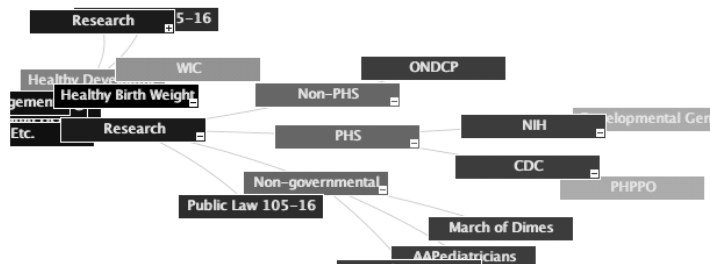 Research
5-16
WIC
ONDCP
Healthy
Healthy Birth Weight
Non-PHS
Etc.
Research
PHS
NIH
CDC
Non-governmental
PHPPO
Public Law 105-16
March of Dimes
AAPediatricians